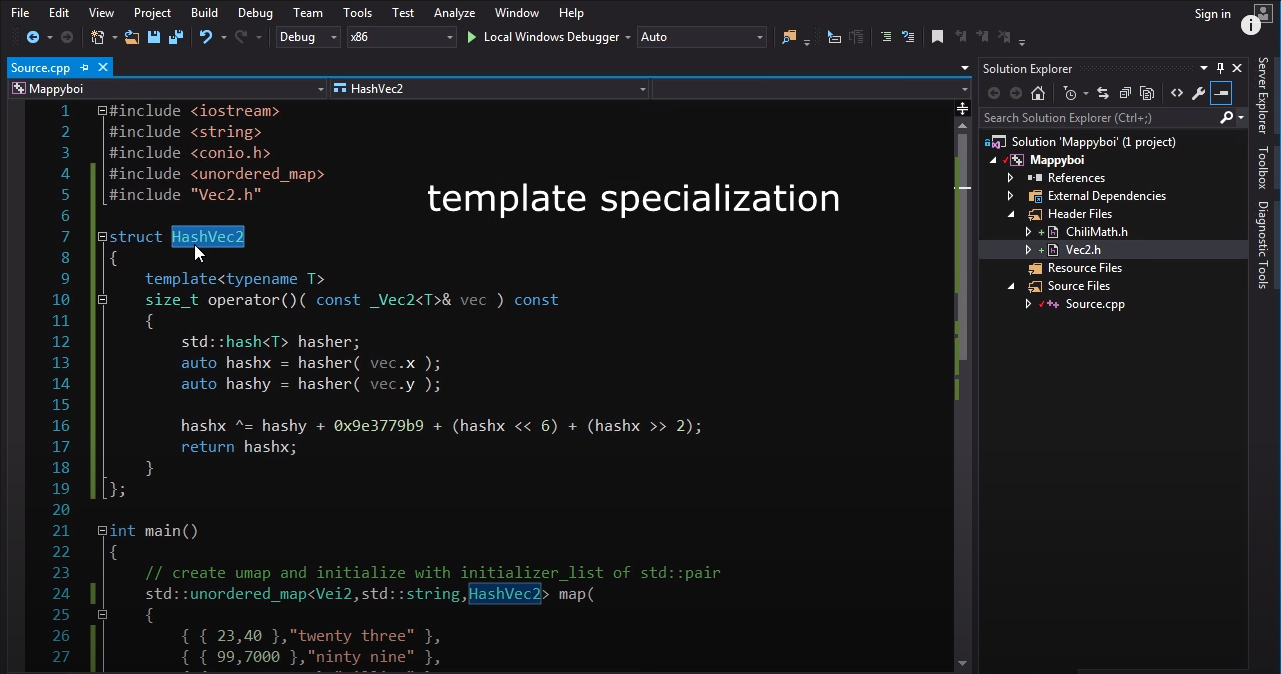 File Edit View Project Build Debug Team Tools Test Analyze Window Help Sign in
Debug x86 Local Windows Debugger Auto
Source.cpp Solution Explorer
Mappyboi HashVec2
Search Solution Explorer (Ctrl+;)
Solution 'Mappyboi' (1 project)
Mappyboi
References
External Dependencies
Header Files
ChiliMath.h
Vec2.h
Resource Files
Source Files
Source.cpp
Server Explorer
Toolbox
Diagnostic Tools
template specialization
1 #include <iostream>
2 #include <string>
3 #include <conio.h>
4 #include <unordered_map>
5 #include "Vec2.h"
6
7 struct HashVec2
8 {
9 template<typename T>
10 size_t operator()( const _Vec2<T>& vec ) const
11 {
12 std::hash<T> hasher;
13 auto hashx = hasher( vec.x );
14 auto hashy = hasher( vec.y );
15
16 hashx ^= hashy + 0x9e3779b9 + (hashx << 6) + (hashx >> 2);
17 return hashx;
18 }
19 };
20
21 int main()
22 {
23 // create umap and initialize with initializer_list of std::pair
24 std::unordered_map<Vei2,std::string,HashVec2> map(
25 {
26 { { 23,40 },"twenty three" },
27 { { 99,7000 },"ninty nine" },